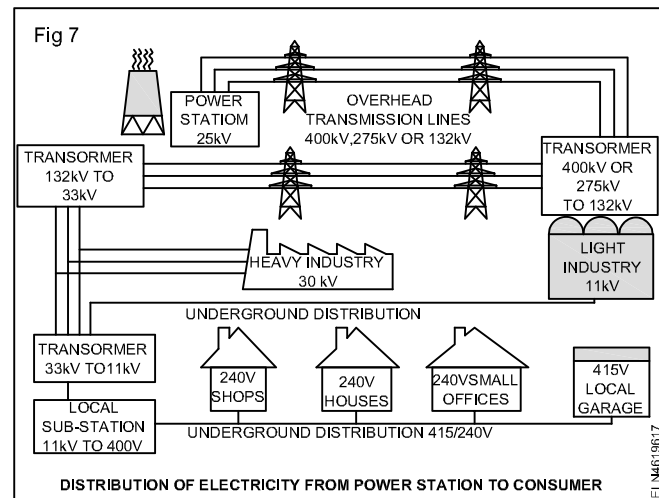 Fig 7
POWER
STATIOM
25kV
OVERHEAD
TRANSMISSION LINES
400kV,275kV OR 132kV
TRANSORMER
132kV TO
33kV
TRANSORMER
400kV OR
275kV
TO 132kV
HEAVY INDUSTRY
30 kV
LIGHT
INDUSTRY
11kV
UNDERGROUND DISTRIBUTION
TRANSORMER
33kV TO11kV
240V
SHOPS
240V
HOUSES
240VSMALL
OFFICES
415V
LOCAL
GARAGE
LOCAL
SUB-STATION
11kV TO 400V
UNDERGROUND DISTRIBUTION 415/240V
DISTRIBUTION OF ELECTRICITY FROM POWER STATION TO CONSUMER
ELN4619617